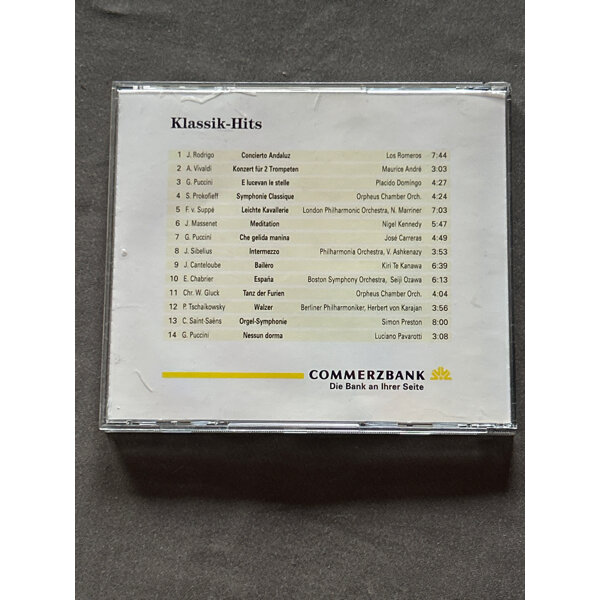 Klassik-Hits
1 J. Rodrigo Concierto Andaluz Los Romeros 7:44
2 A. Vivaldi Konzert für 2 Trompeten Maurice André 3:03
3 G. Puccini E lucevan le stelle Placido Domingo 4:27
4 S. Prokofieff Symphonie Classique Orpheus Chamber Orch. 4:24
5 F. v. Suppé Leichte Kavallerie London Philharmonic Orchestra, N. Marriner 7:03
6 J. Massenet Meditation Nigel Kennedy 5:47
7 G. Puccini Che gelida manina José Carreras 4:49
8 J. Sibelius Intermezzo Philharmonia Orchestra, V. Ashkenazy 3:53
9 J. Canteloube Baïlèro Kiri Te Kanawa 6:39
10 E. Chabrier España Boston Symphony Orchestra, Seiji Ozawa 6:13
11 Chr. W. Gluck Tanz der Furien Orpheus Chamber Orch. 4:04
12 P. Tschaikowsky Walzer Berliner Philharmoniker, Herbert von Karajan 3:56
13 C. Saint-Saëns Orgel-Symphonie Simon Preston 8:00
14 G. Puccini Nessun dorma Luciano Pavarotti 3:08
COMMERZBANK
Die Bank an Ihrer Seite